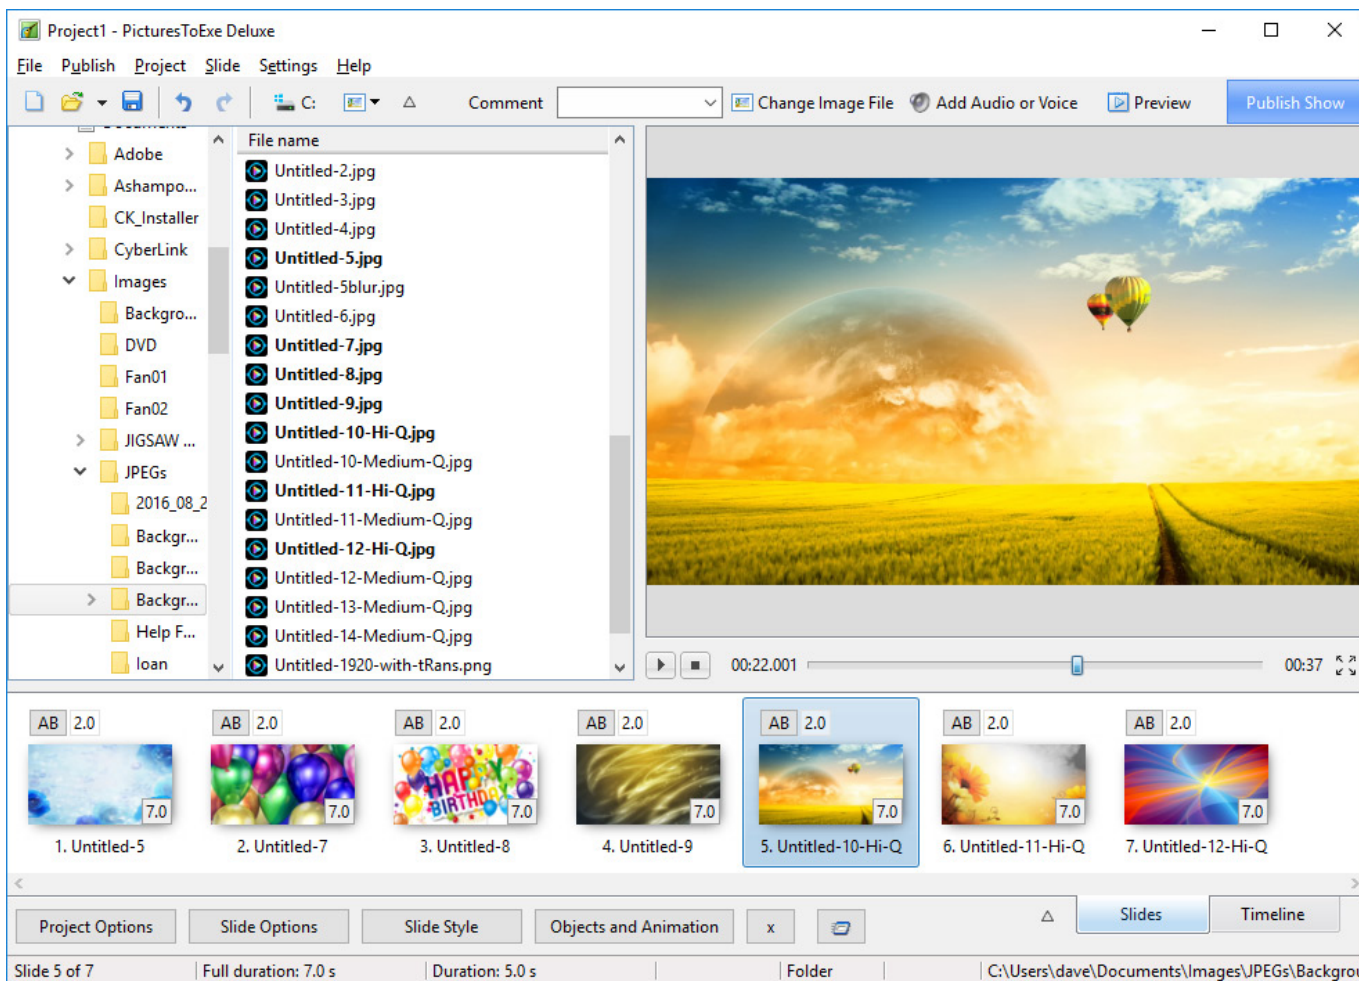 Project1 - PicturesToExe Deluxe
File Publish Project Slide Settings Help
C: Comment Change Image File Add Audio or Voice Preview Publish Show
File name
Adobe
Ashampo...
CK_Installer
CyberLink
Images
Backgro...
DVD
Fan01
Fan02
JIGSAW ...
JPEGs
2016_08_2
Backgr...
Backgr...
Backgr...
Help F...
loan
Untitled-2.jpg
Untitled-3.jpg
Untitled-4.jpg
Untitled-5.jpg
Untitled-5blur.jpg
Untitled-6.jpg
Untitled-7.jpg
Untitled-8.jpg
Untitled-9.jpg
Untitled-10-Hi-Q.jpg
Untitled-10-Medium-Q.jpg
Untitled-11-Hi-Q.jpg
Untitled-11-Medium-Q.jpg
Untitled-12-Hi-Q.jpg
Untitled-12-Medium-Q.jpg
Untitled-13-Medium-Q.jpg
Untitled-14-Medium-Q.jpg
Untitled-1920-with-tRans.png
00:22.001 00:37
AB 2.0 AB 2.0 AB 2.0 AB 2.0 AB 2.0 AB 2.0 AB 2.0
HAPPY
BIRTHDAY
7.0 7.0 7.0 7.0 7.0 7.0 7.0
1. Untitled-5 2. Untitled-7 3. Untitled-8 4. Untitled-9 5. Untitled-10-Hi-Q 6. Untitled-11-Hi-Q 7. Untitled-12-Hi-Q
Project Options Slide Options Slide Style Objects and Animation x Slides Timeline
Slide 5 of 7 Full duration: 7.0 s Duration: 5.0 s Folder C:\Users\dave\Documents\Images\JPEGs\Backgrou